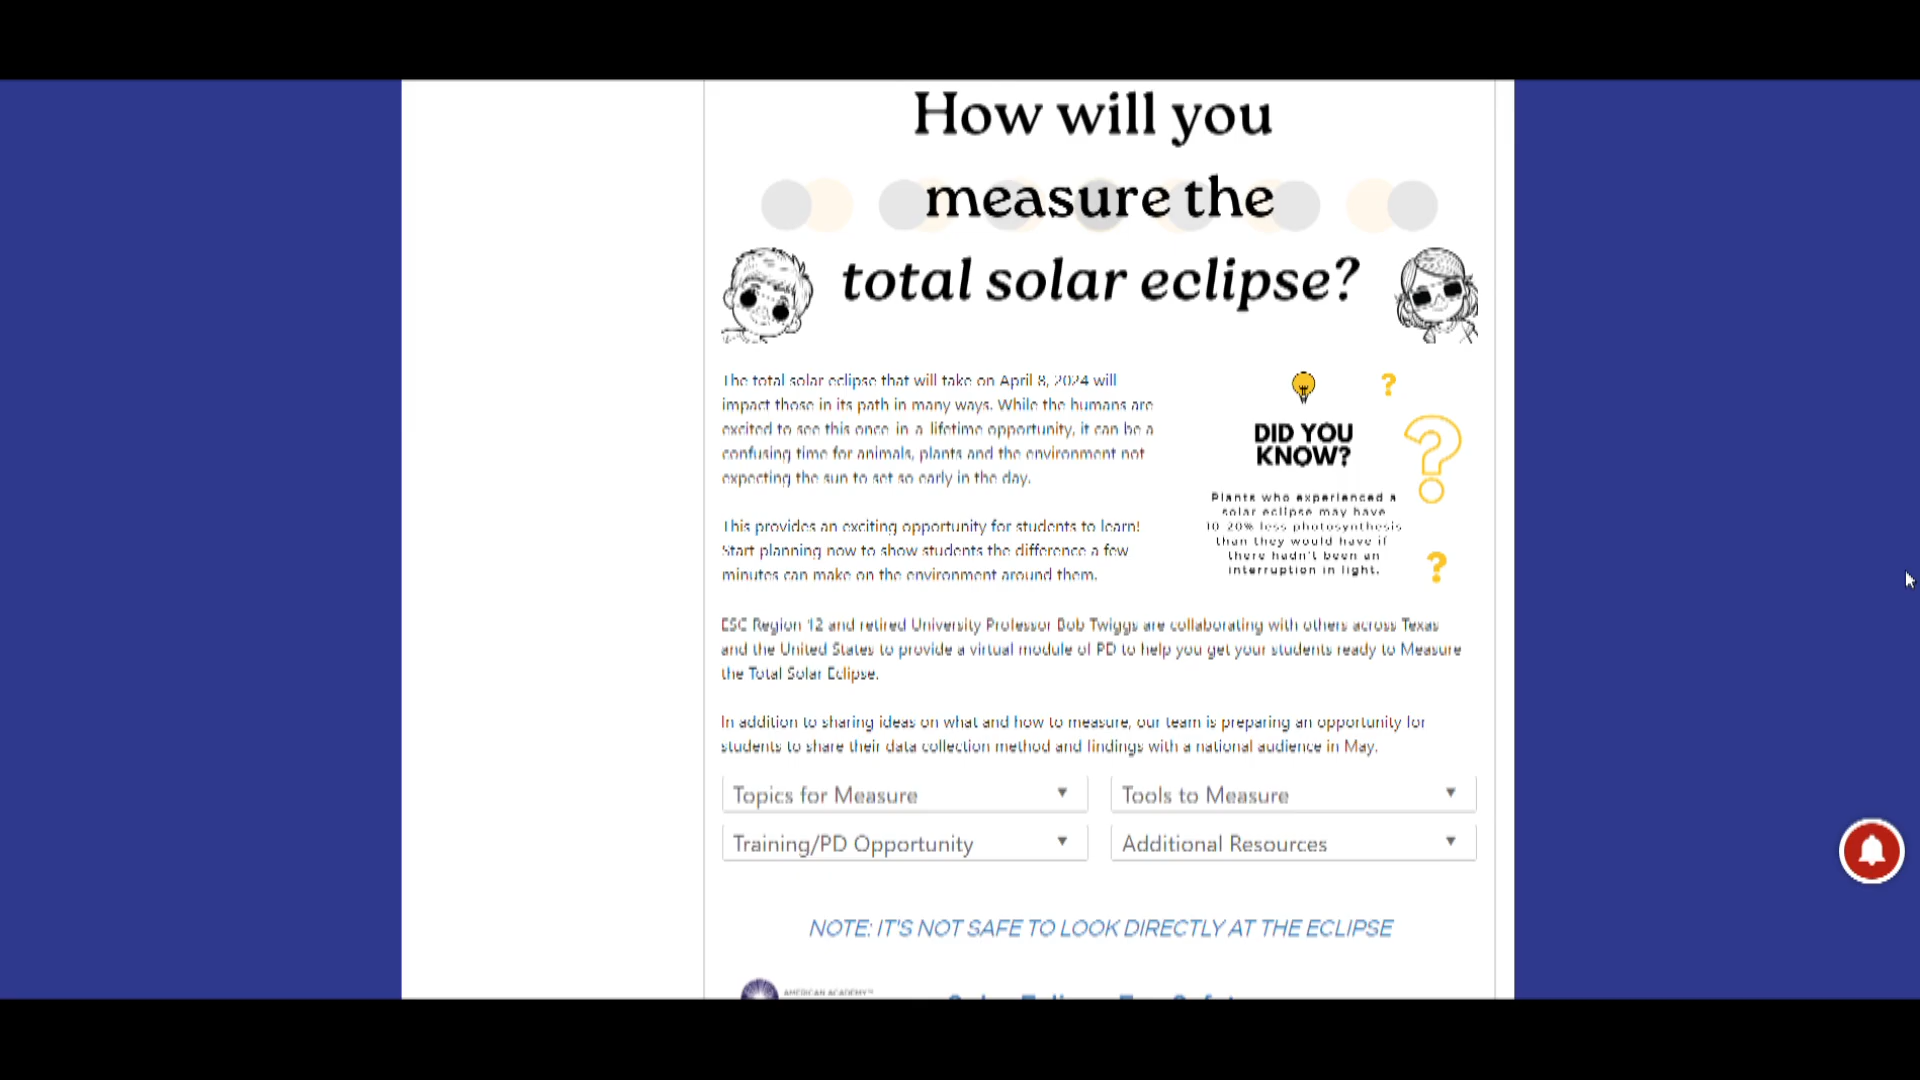 How will you
measure the
total solar eclipse?
The total solar eclipse that will take on April 8, 2024 will
impact those in its path in many ways. While the humans are
excited to see this once in a lifetime opportunity, it can be a
confusing time for animals, plants and the environment not
expecting the sun to set so early in the day.
This provides an exciting opportunity for students to learn!
Start planning now to show students the difference a few
minutes can make on the environment around them.
DID YOU
KNOW?
Plants who experienced a
solar eclipse may have
10-20% less photosynthesis
than they would have if
there hadn't been an
interruption in light.
?
?
?
ESC Region 12 and retired University Professor Bob Twiggs are collaborating with others across Texas
and the United States to provide a virtual module of PD to help you get your students ready to Measure
the Total Solar Eclipse.
In addition to sharing ideas on what and how to measure, our team is preparing an opportunity for
students to share their data collection method and findings with a national audience in May.
Topics for Measure
Tools to Measure
Training/PD Opportunity
Additional Resources
NOTE: IT'S NOT SAFE TO LOOK DIRECTLY AT THE ECLIPSE
AMERICAN ACADEMY™